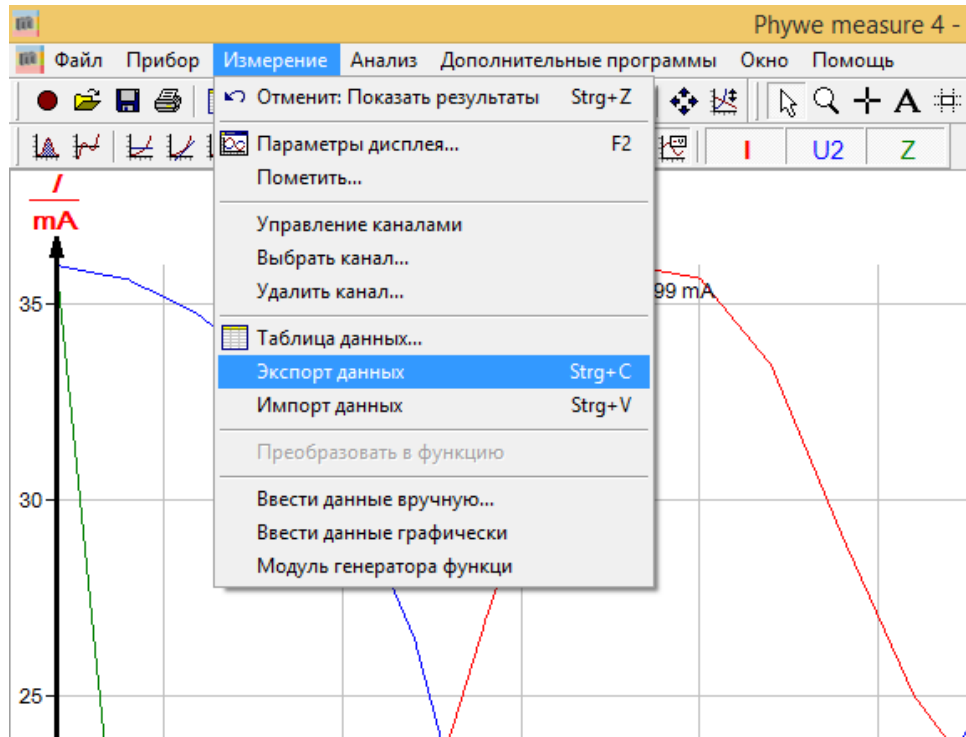 Phywe measure 4 -
Файл Прибор Измерение Анализ Дополнительные программы Окно Помощь
Отменит: Показать результаты Strg+Z
A
Параметры дисплея... F2
I U2 Z
Пометить...
I
mA
Управление каналами
Выбрать канал...
Удалить канал...
99 mA
35
Таблица данных...
Экспорт данных Strg+C
Импорт данных Strg+V
Преобразовать в функцию
30
Ввести данные вручную...
Ввести данные графически
Модуль генератора функци
25